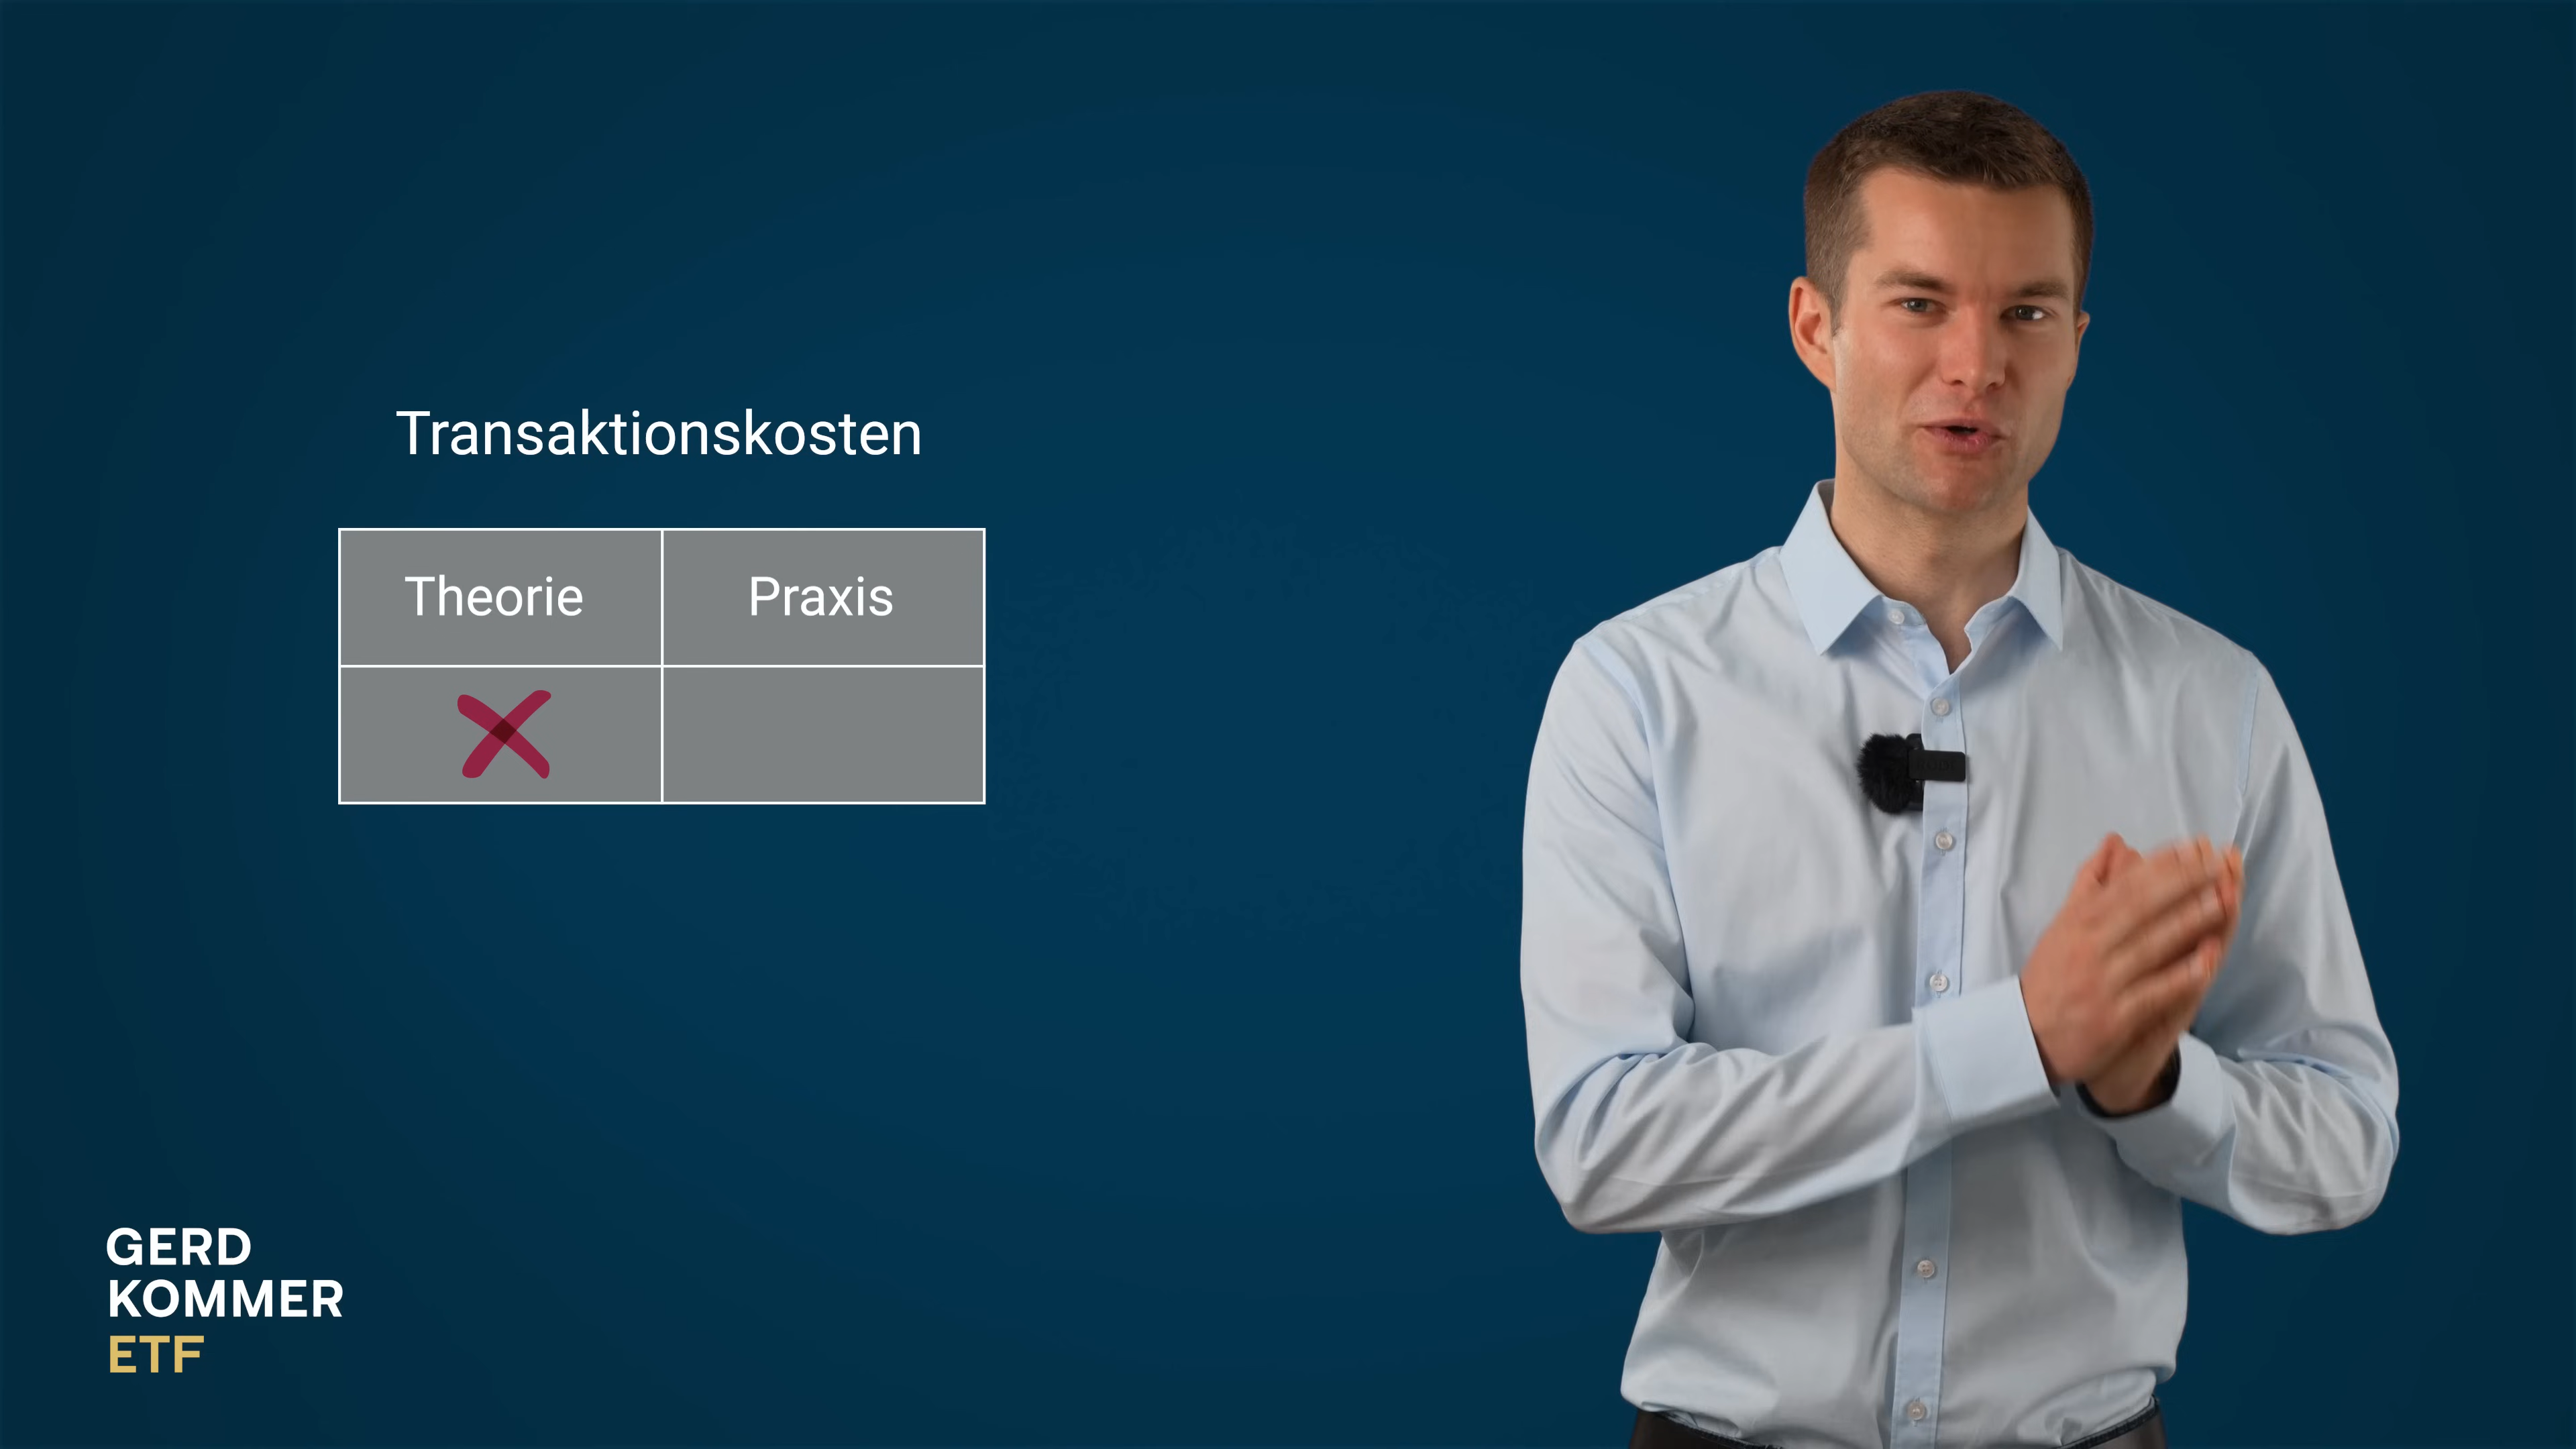 Transaktionskosten
Theorie
Praxis
GERD
KOMMER
ETF